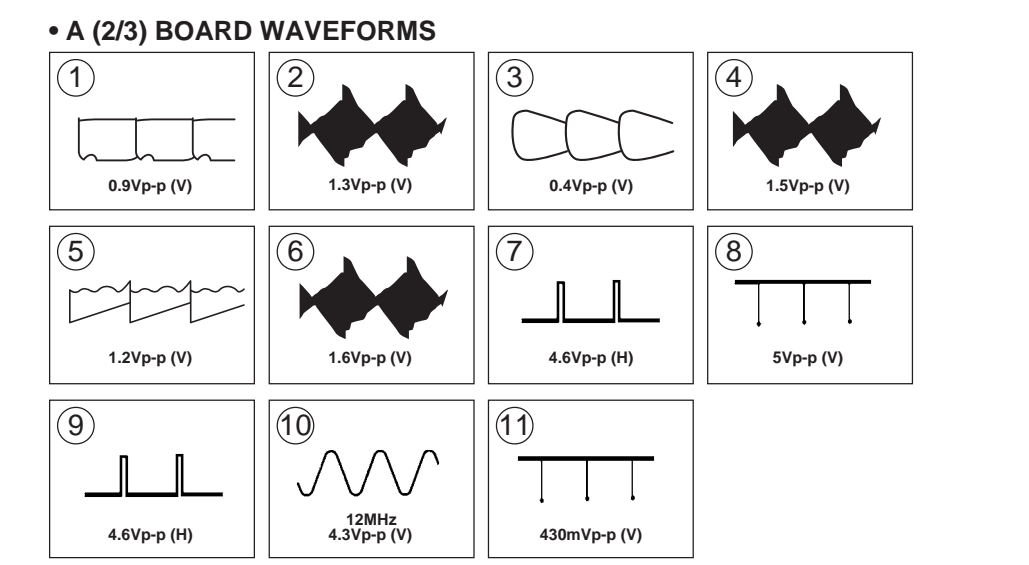 • A (2/3) BOARD WAVEFORMS
1
0.9Vp-p (V)
2
1.3Vp-p (V)
3
0.4Vp-p (V)
4
1.5Vp-p (V)
5
1.2Vp-p (V)
6
1.6Vp-p (V)
7
4.6Vp-p (H)
8
5Vp-p (V)
9
4.6Vp-p (H)
10
12MHz
4.3Vp-p (V)
11
430mVp-p (V)